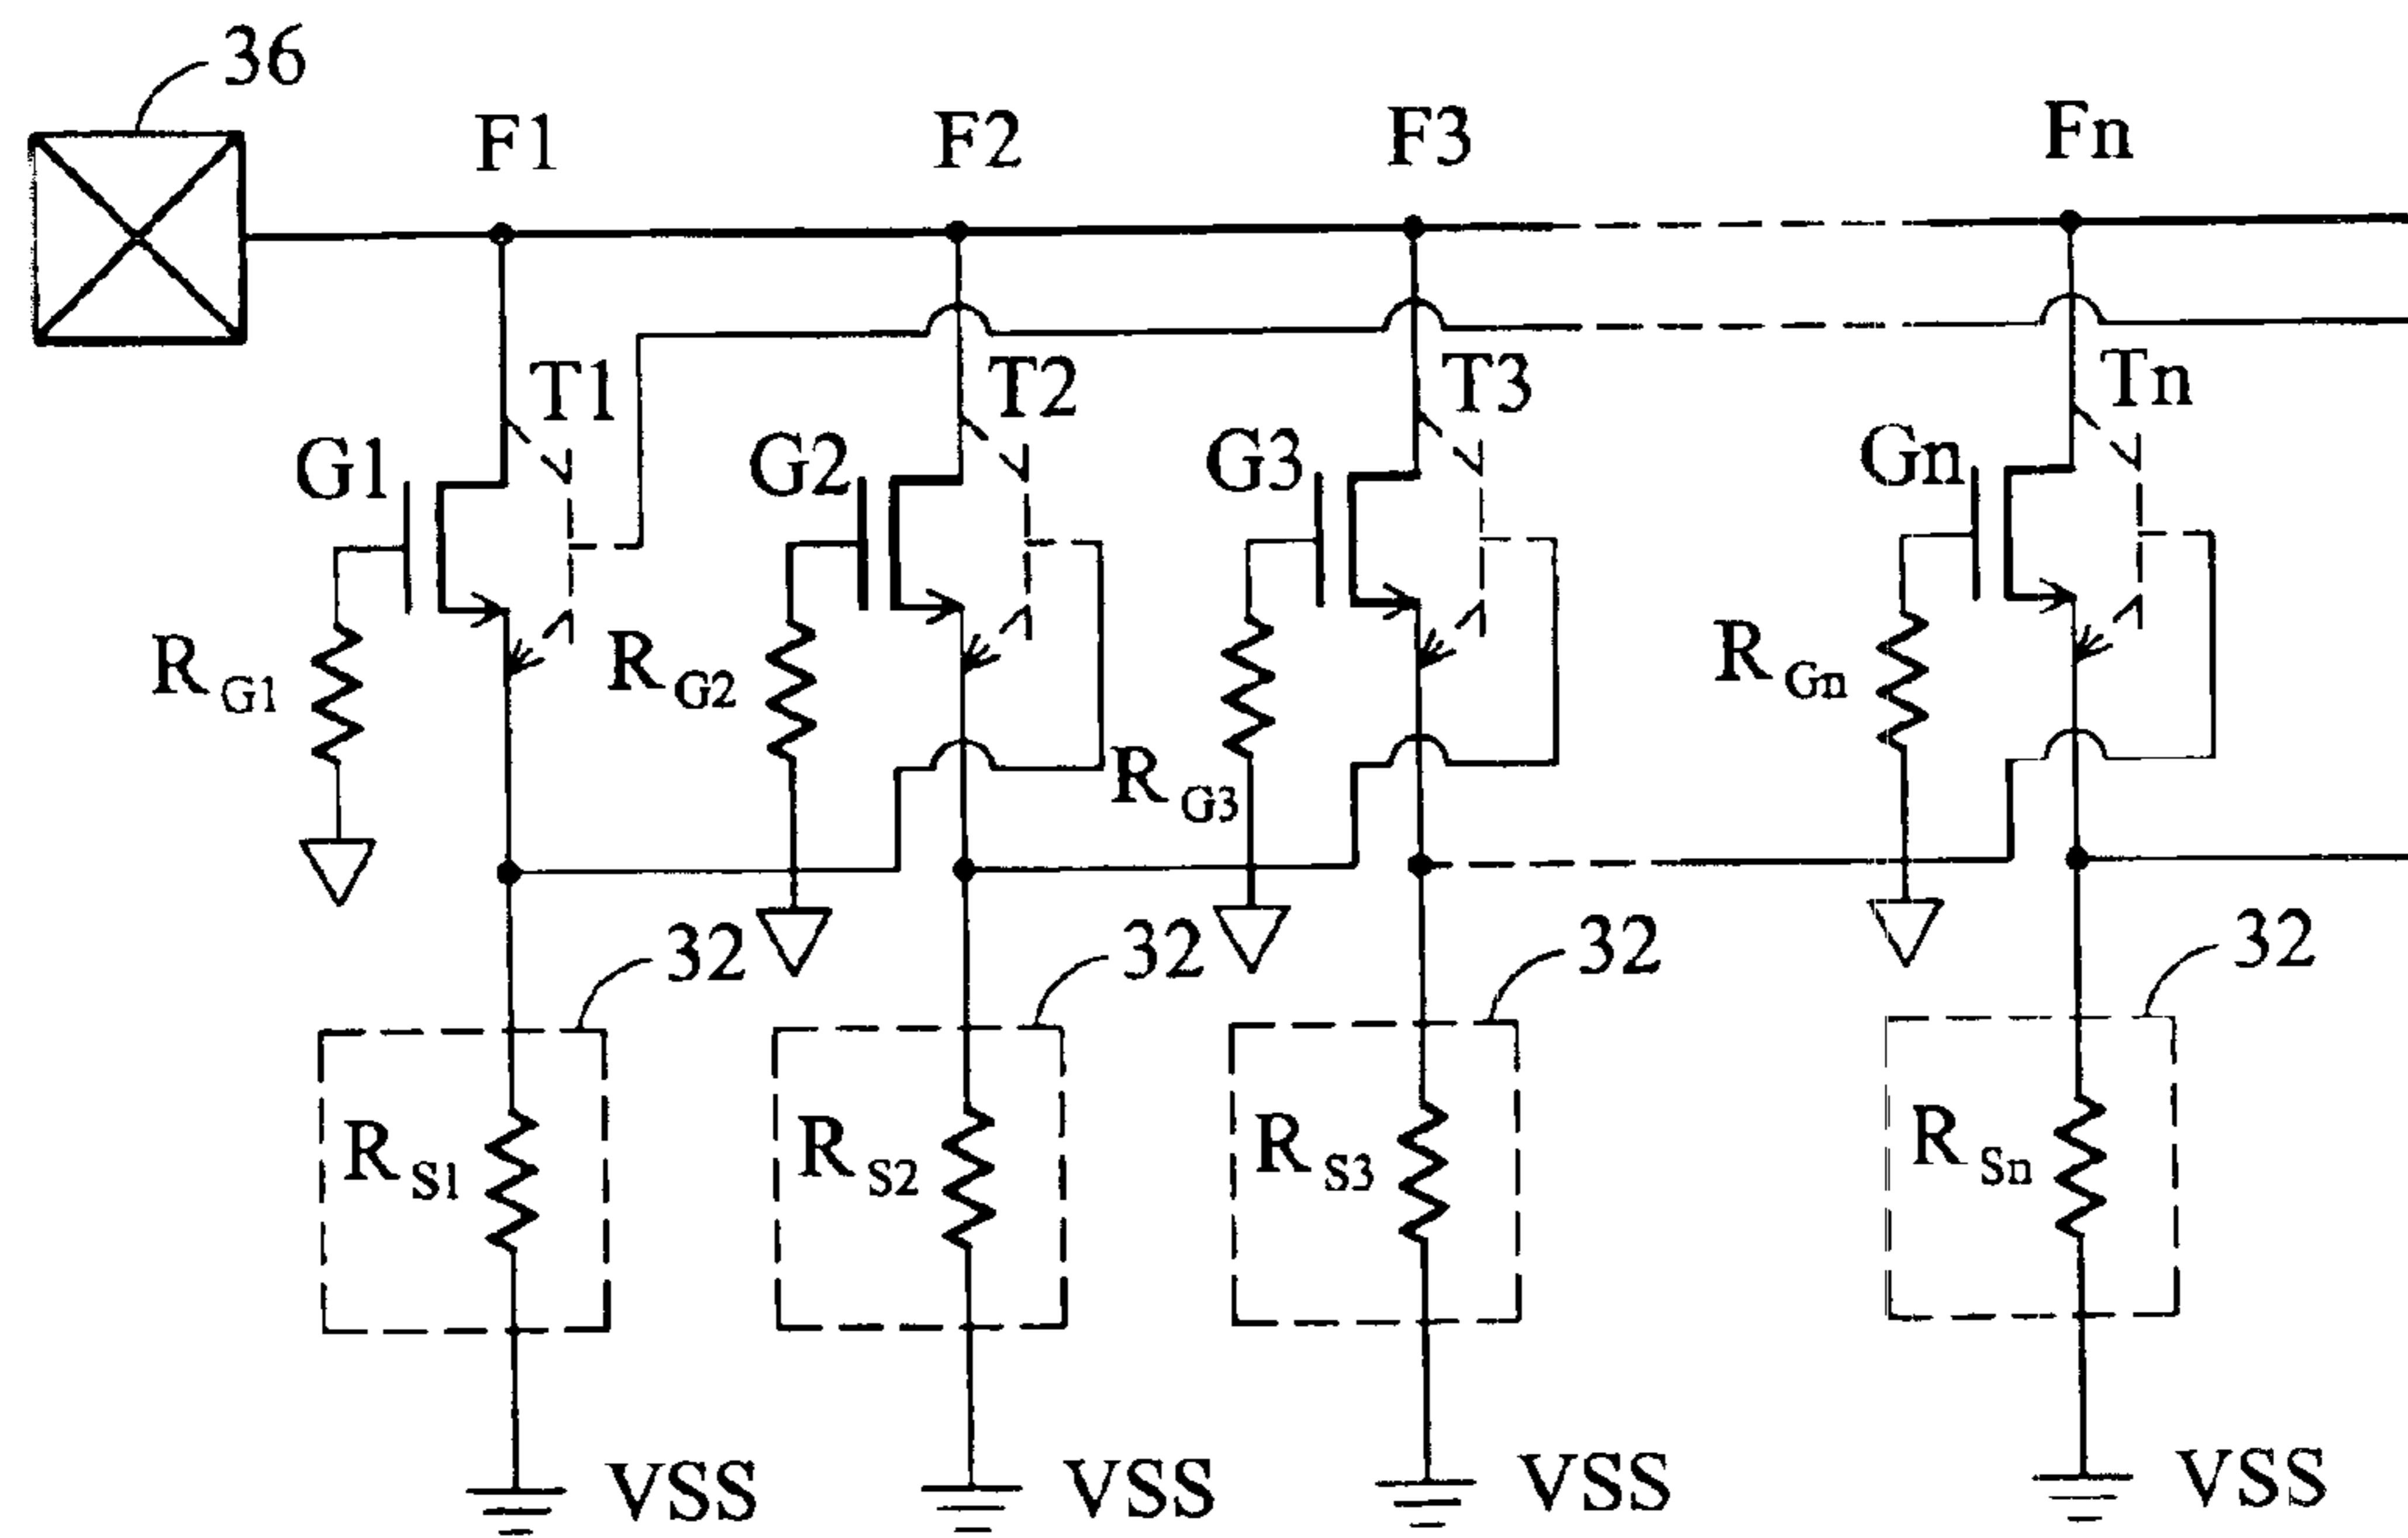 36
F1 F2 F3 Fn
T1 T2 T3 Tn
G1 G2 G3 Gn
RG1 RG2 RG3 RGn
32 32 32 32
RS1 RS2 RS3 RSn
VSS VSS VSS VSS